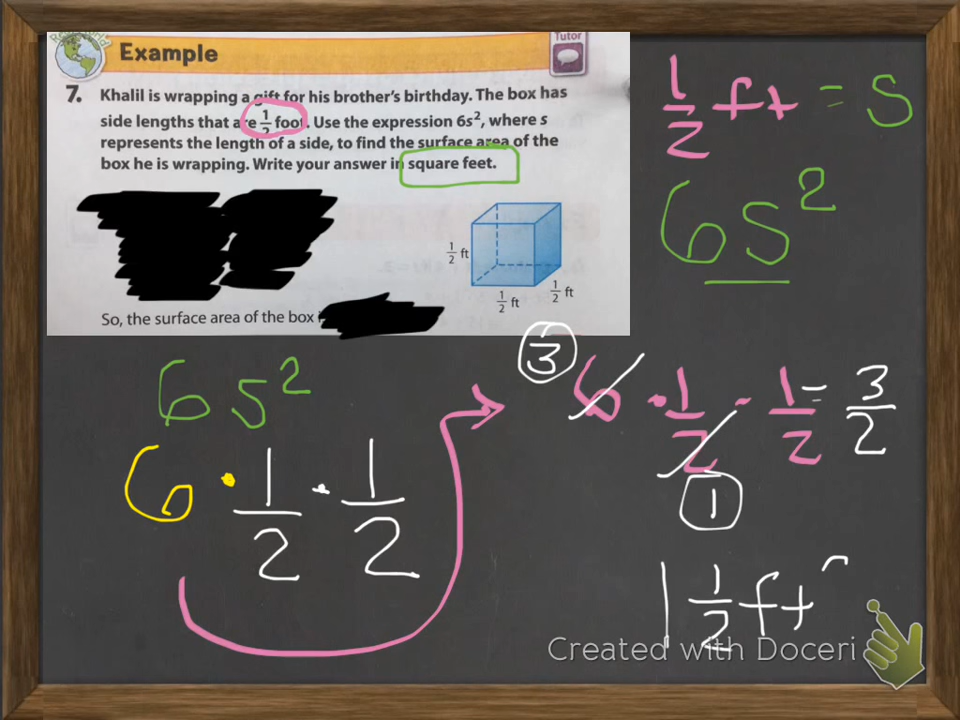 Real World
Example
Tutor
7. Khalil is wrapping a gift for his brother's birthday. The box has
side lengths that are 1/2 foot. Use the expression 6s², where s
represents the length of a side, to find the surface area of the
box he is wrapping. Write your answer in square feet.
1/2 ft
1/2 ft
1/2 ft
So, the surface area of the box
1/2 ft = s
6s²
6s²
6 · 1/2 · 1/2
3
6 · 1/2 · 1/2 = 3/2
1
1 1/2 ft
Created with Doceri